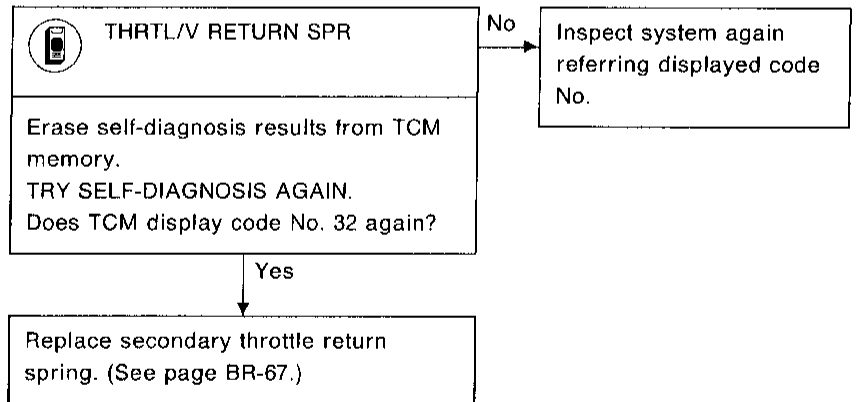 THRTL/V RETURN SPR
Erase self-diagnosis results from TCM
memory.
TRY SELF-DIAGNOSIS AGAIN.
Does TCM display code No. 32 again?
No
Inspect system again
referring displayed code
No.
Yes
Replace secondary throttle return
spring. (See page BR-67.)